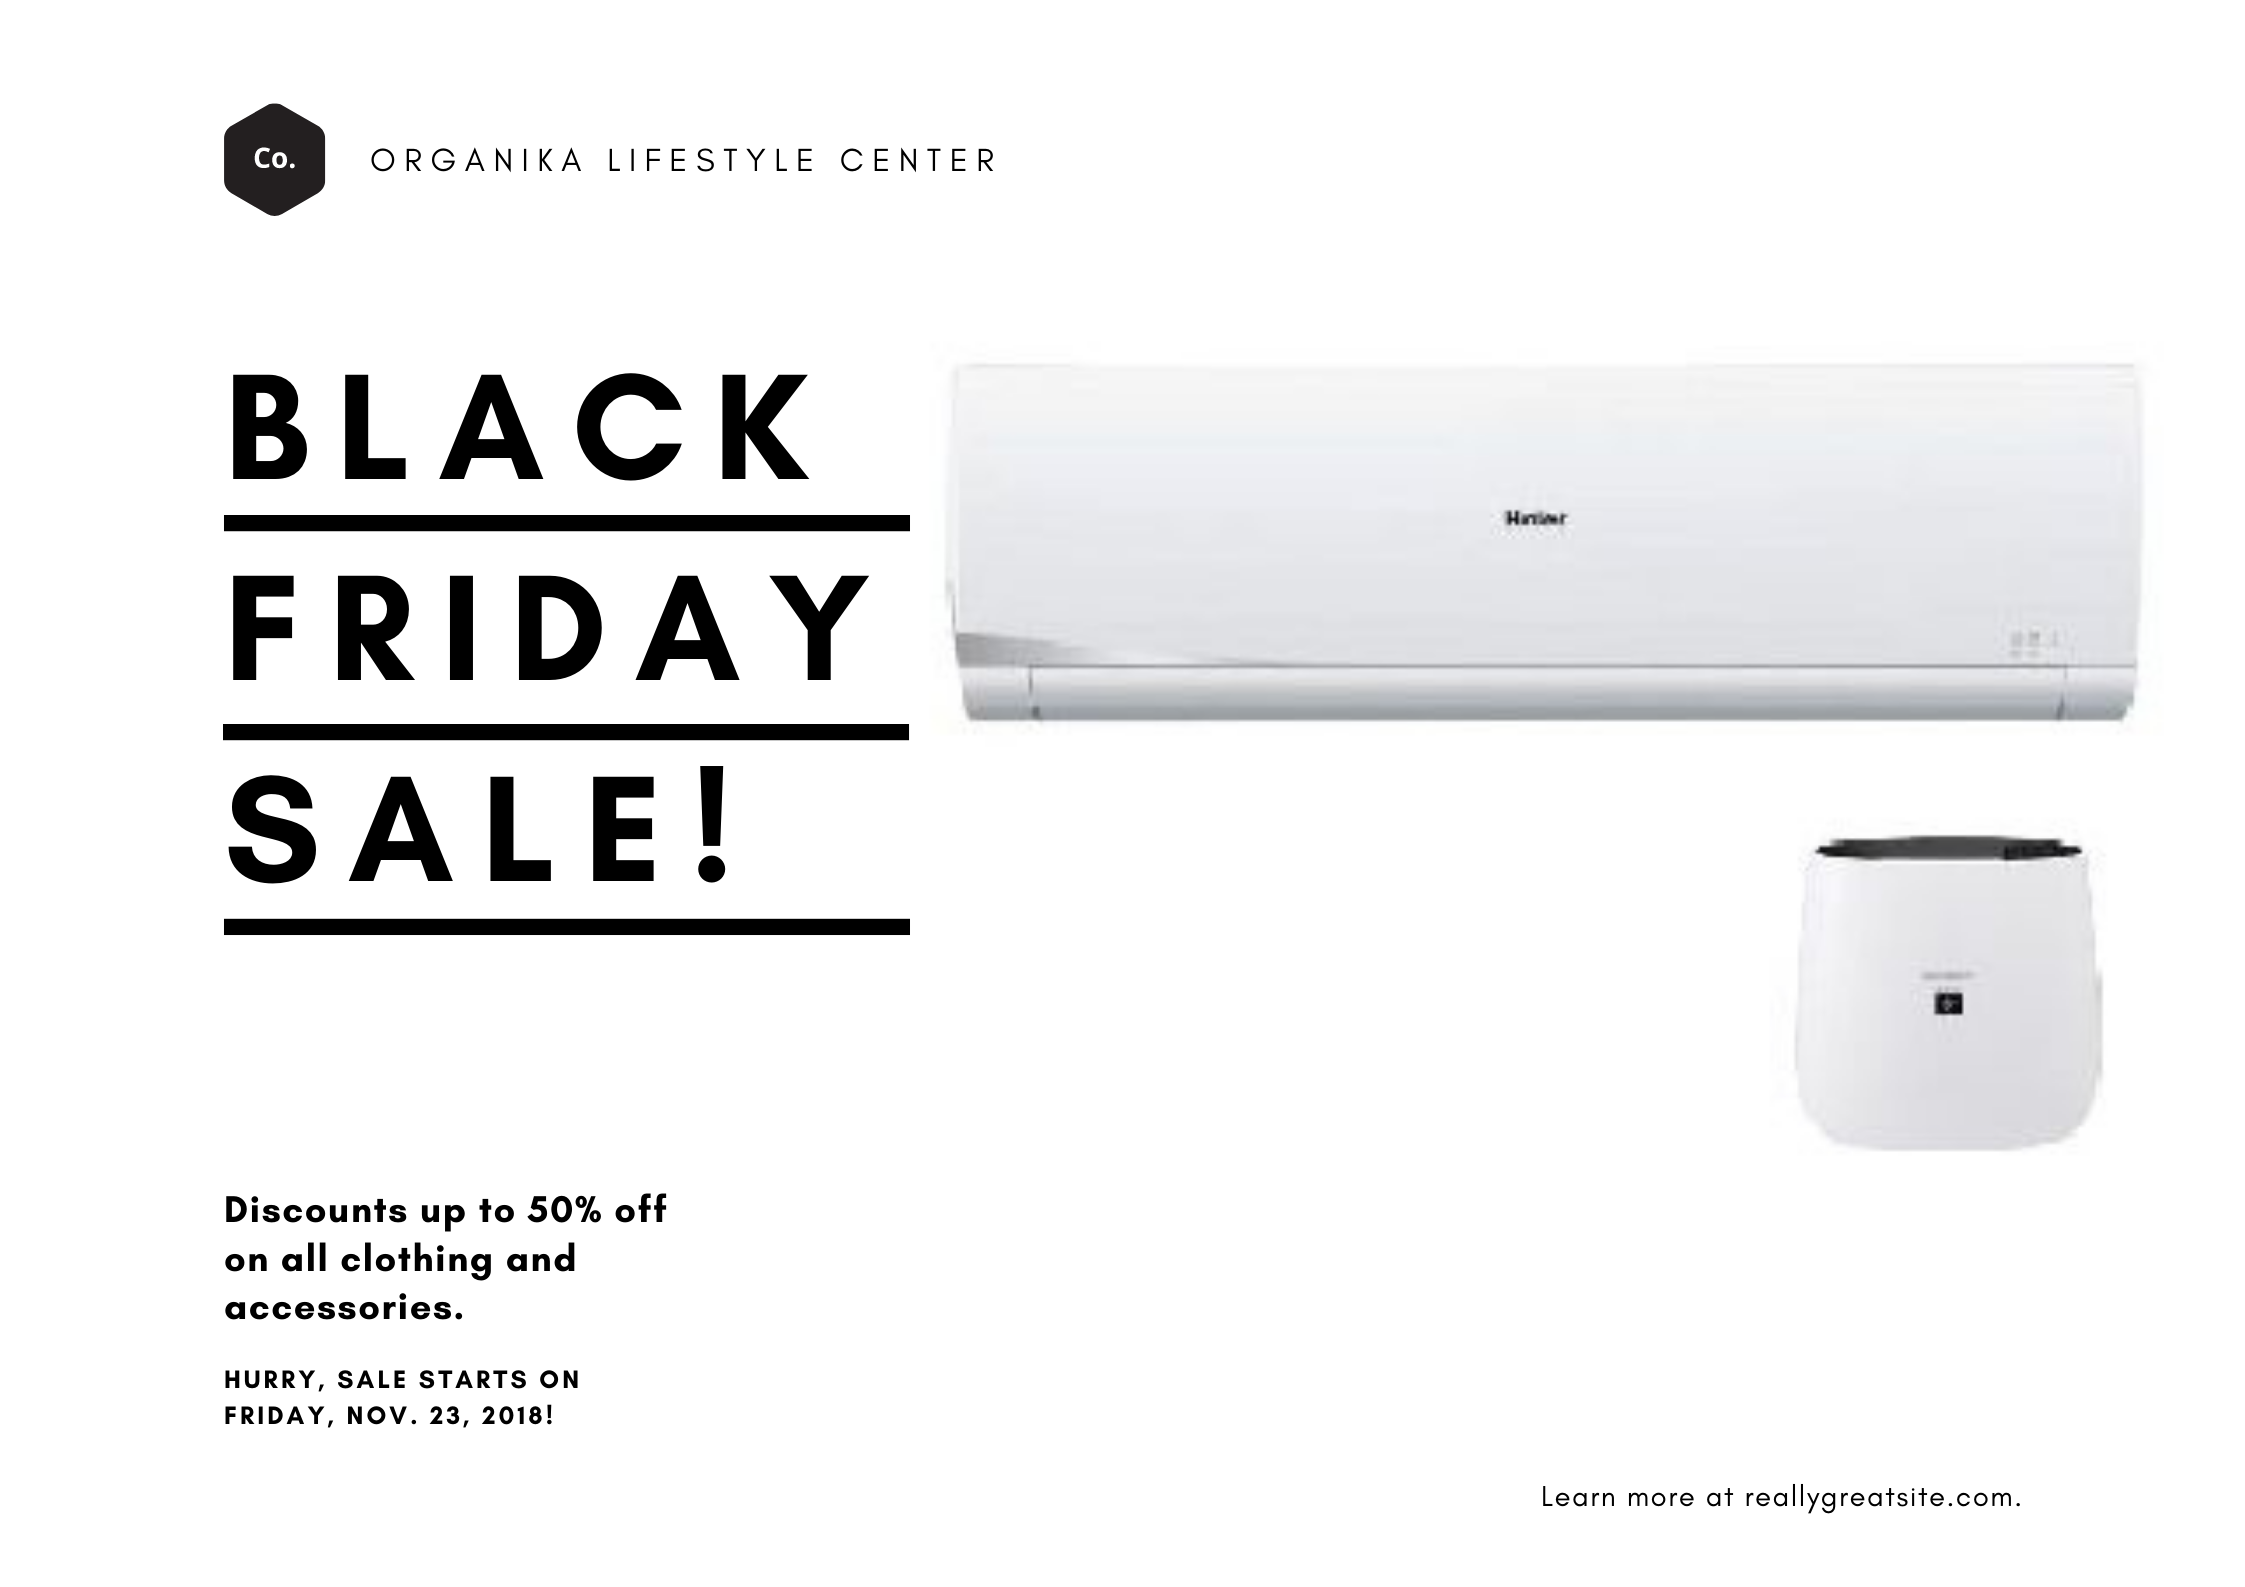 Co.
ORGANIKA LIFESTYLE CENTER
BLACK
FRIDAY
SALE!
Discounts up to 50% off
on all clothing and
accessories.
HURRY, SALE STARTS ON
FRIDAY, NOV. 23, 2018!
Learn more at reallygreatsite.com.